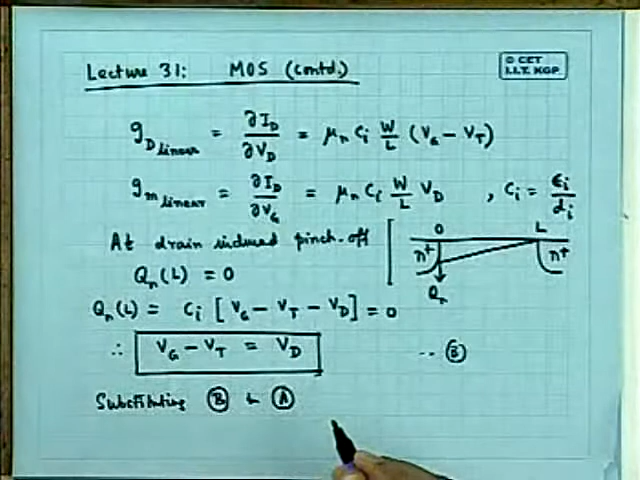 Lecture 31: MOS (contd.)
© CET
I.I.T. KGP
g_D linear = ∂I_D/∂V_D = μ_n C_i W/L (V_G − V_T)
g_m linear = ∂I_D/∂V_G = μ_n C_i W/L V_D , C_i = ε_i/d_i
At drain induced pinch-off
0 L
n+ n+
Q_n
Q_n(L) = 0
Q_n(L) = C_i [V_G − V_T − V_D] = 0
∴ V_G − V_T = V_D -- (B)
Substituting (B) in (A)